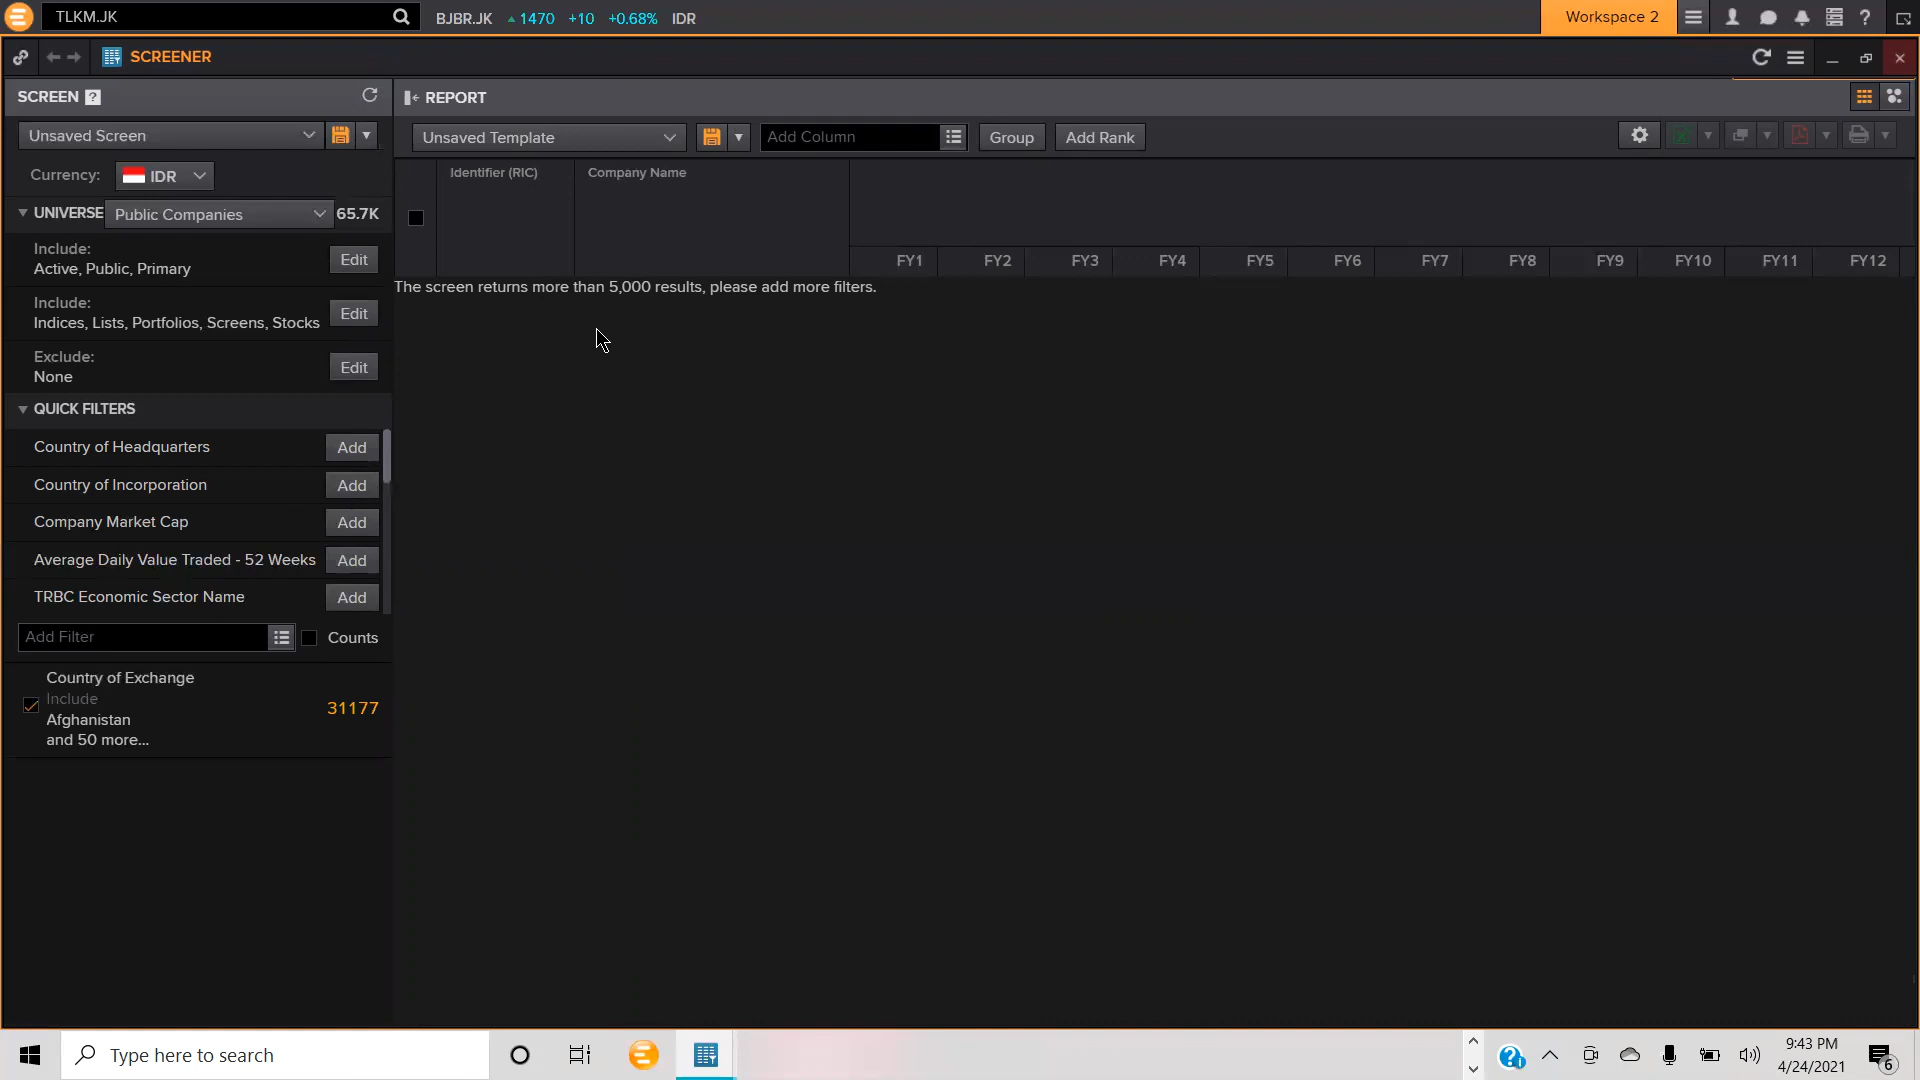 TLKM.JK
BJBR.JK 1470 +10 +0.68% IDR
Workspace 2
SCREENER
SCREEN ?
REPORT
Unsaved Screen
Unsaved Template
Add Column
Group
Add Rank
Currency: IDR
UNIVERSE Public Companies 65.7K
Identifier (RIC)
Company Name
FY1 FY2 FY3 FY4 FY5 FY6 FY7 FY8 FY9 FY10 FY11 FY12
The screen returns more than 5,000 results, please add more filters.
Include:
Active, Public, Primary
Edit
Include:
Indices, Lists, Portfolios, Screens, Stocks
Edit
Exclude:
None
Edit
QUICK FILTERS
Country of Headquarters Add
Country of Incorporation Add
Company Market Cap Add
Average Daily Value Traded - 52 Weeks Add
TRBC Economic Sector Name Add
Add Filter
Counts
Country of Exchange
Include
Afghanistan
and 50 more...
31177
Type here to search
9:43 PM
4/24/2021
6